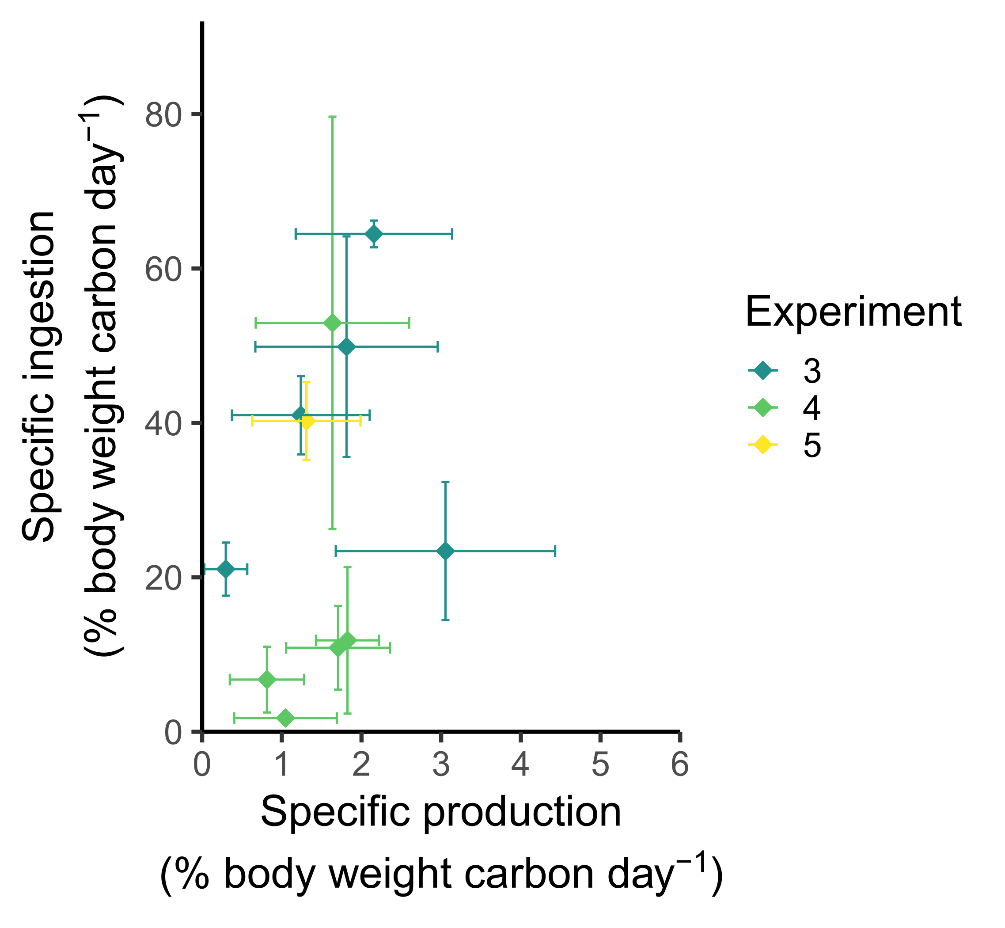 Specific ingestion
(% body weight carbon day⁻¹)
80
60
40
20
0
0 1 2 3 4 5 6
Specific production
(% body weight carbon day⁻¹)
Experiment
3
4
5